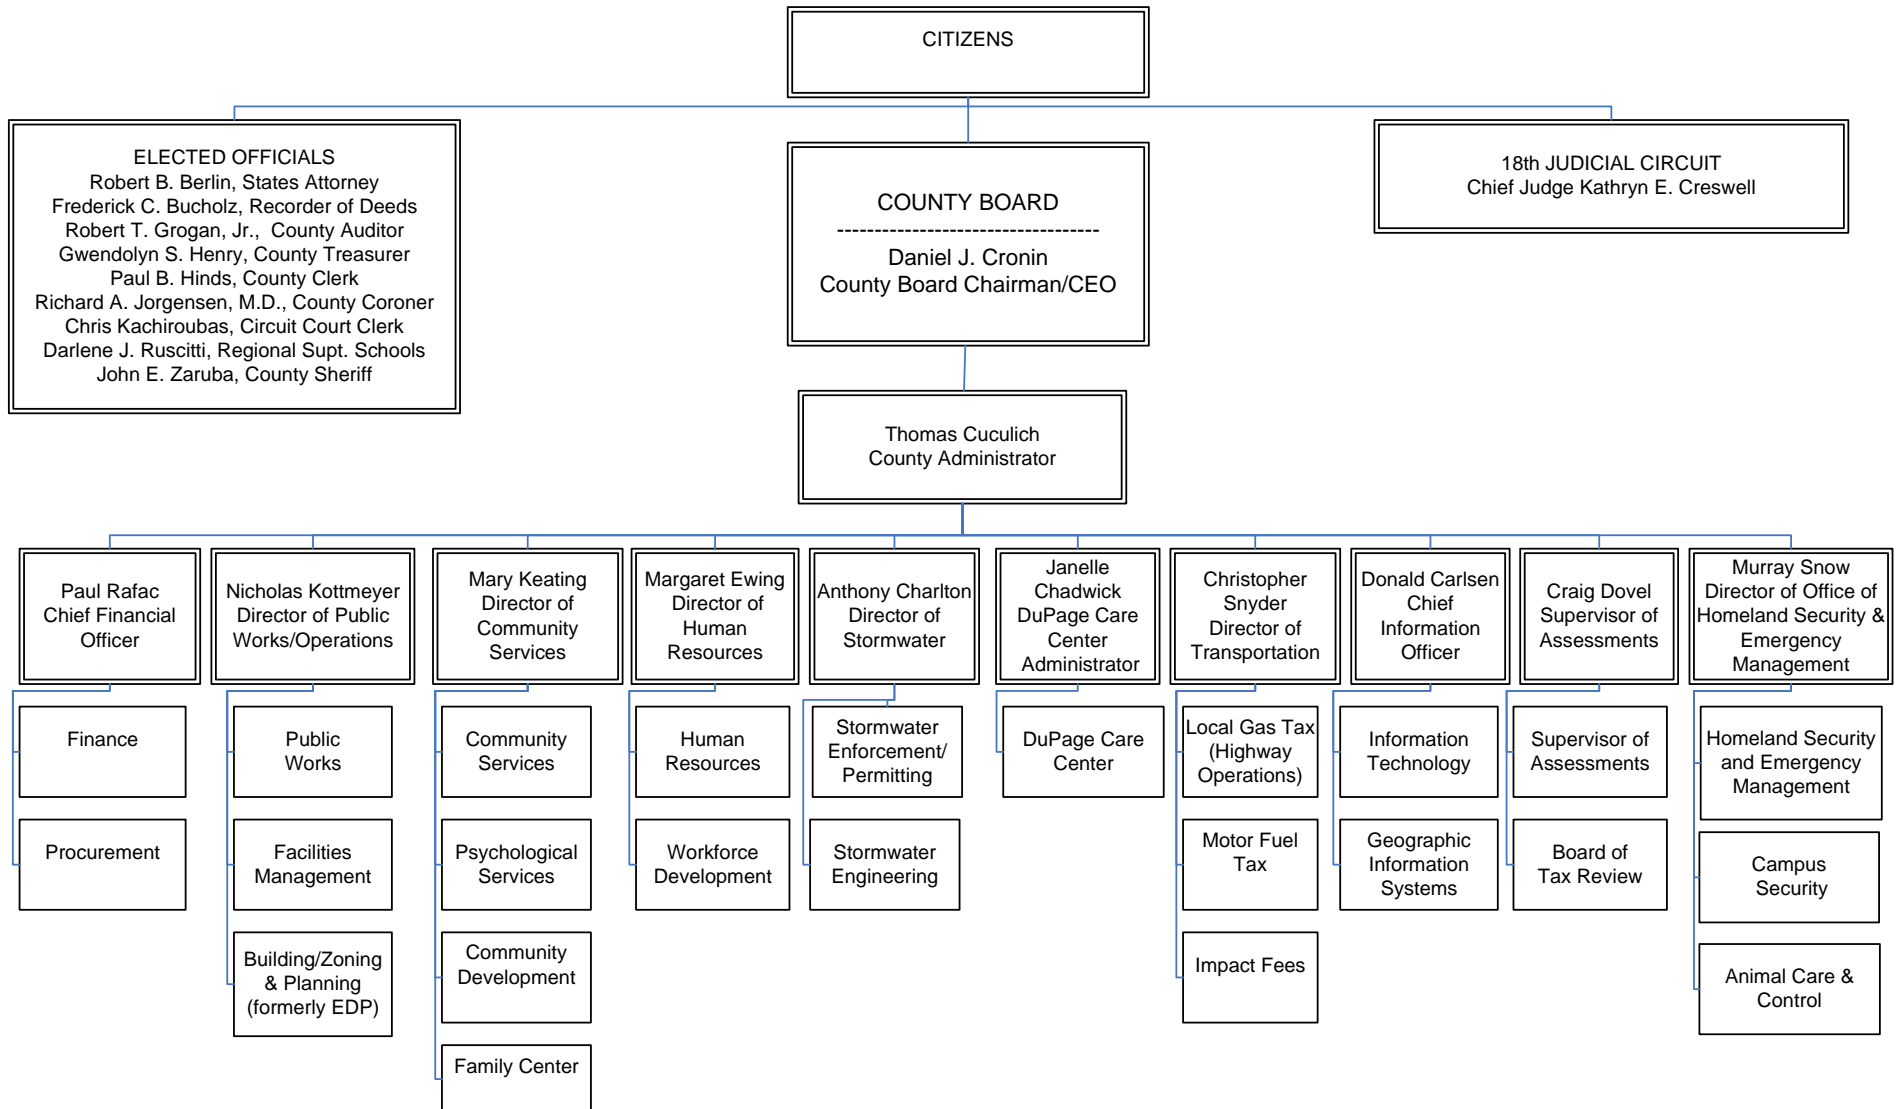 CITIZENS
ELECTED OFFICIALS
Robert B. Berlin, States Attorney
Frederick C. Bucholz, Recorder of Deeds
Robert T. Grogan, Jr.,  County Auditor
Gwendolyn S. Henry, County Treasurer
Paul B. Hinds, County Clerk
Richard A. Jorgensen, M.D., County Coroner
Chris Kachiroubas, Circuit Court Clerk
Darlene J. Ruscitti, Regional Supt. Schools
John E. Zaruba, County Sheriff
COUNTY BOARD
-----------------------------------
Daniel J. Cronin
County Board Chairman/CEO
18th JUDICIAL CIRCUIT
Chief Judge Kathryn E. Creswell
Thomas Cuculich
County Administrator
Paul Rafac
Chief Financial
Officer
Nicholas Kottmeyer
Director of Public
Works/Operations
Mary Keating
Director of
Community
Services
Margaret Ewing
Director of
Human
Resources
Anthony Charlton
Director of
Stormwater
Janelle
Chadwick
DuPage Care
Center
Administrator
Christopher
Snyder
Director of
Transportation
Donald Carlsen
Chief
Information
Officer
Craig Dovel
Supervisor of
Assessments
Murray Snow
Director of Office of
Homeland Security &
Emergency
Management
Finance
Procurement
Public
Works
Facilities
Management
Building/Zoning
& Planning
(formerly EDP)
Community
Services
Psychological
Services
Community
Development
Family Center
Human
Resources
Workforce
Development
Stormwater
Enforcement/
Permitting
Stormwater
Engineering
DuPage Care
Center
Local Gas Tax
(Highway
Operations)
Motor Fuel
Tax
Impact Fees
Information
Technology
Geographic
Information
Systems
Supervisor of
Assessments
Board of
Tax Review
Homeland Security
and Emergency
Management
Campus
Security
Animal Care &
Control